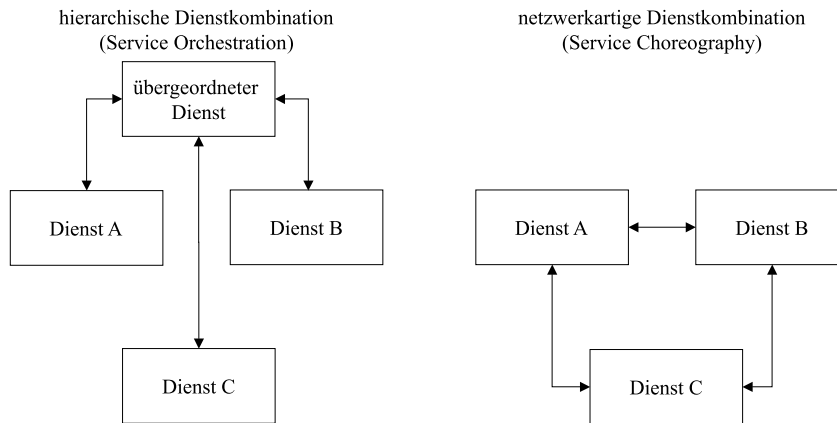 hierarchische Dienstkombination
(Service Orchestration)
übergeordneter
Dienst
Dienst A
Dienst B
Dienst C
netzwerkartige Dienstkombination
(Service Choreography)
Dienst A
Dienst B
Dienst C